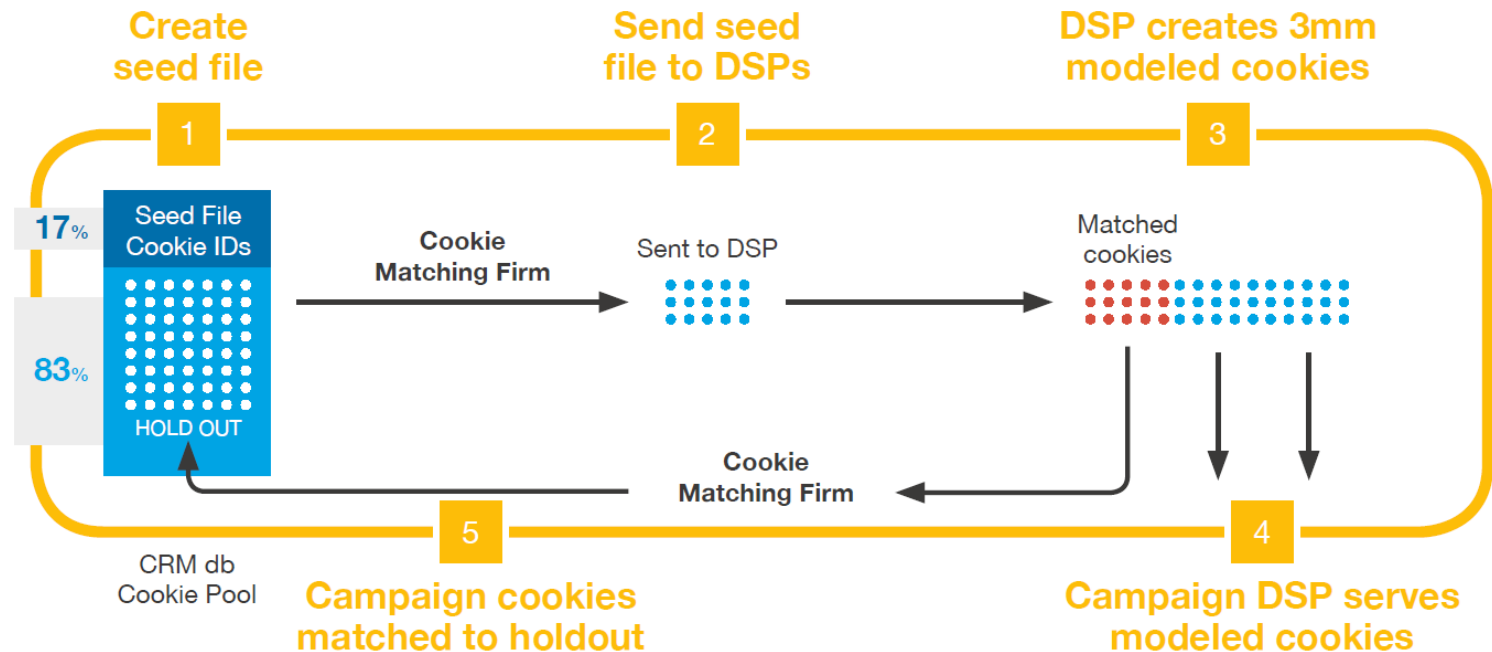 Create
seed file
Send seed
file to DSPs
DSP creates 3mm
modeled cookies
1
2
3
17%
Seed File
Cookie IDs
Cookie
Matching Firm
Sent to DSP
Matched
cookies
83%
HOLD OUT
Cookie
Matching Firm
5
4
CRM db
Cookie Pool
Campaign cookies
matched to holdout
Campaign DSP serves
modeled cookies